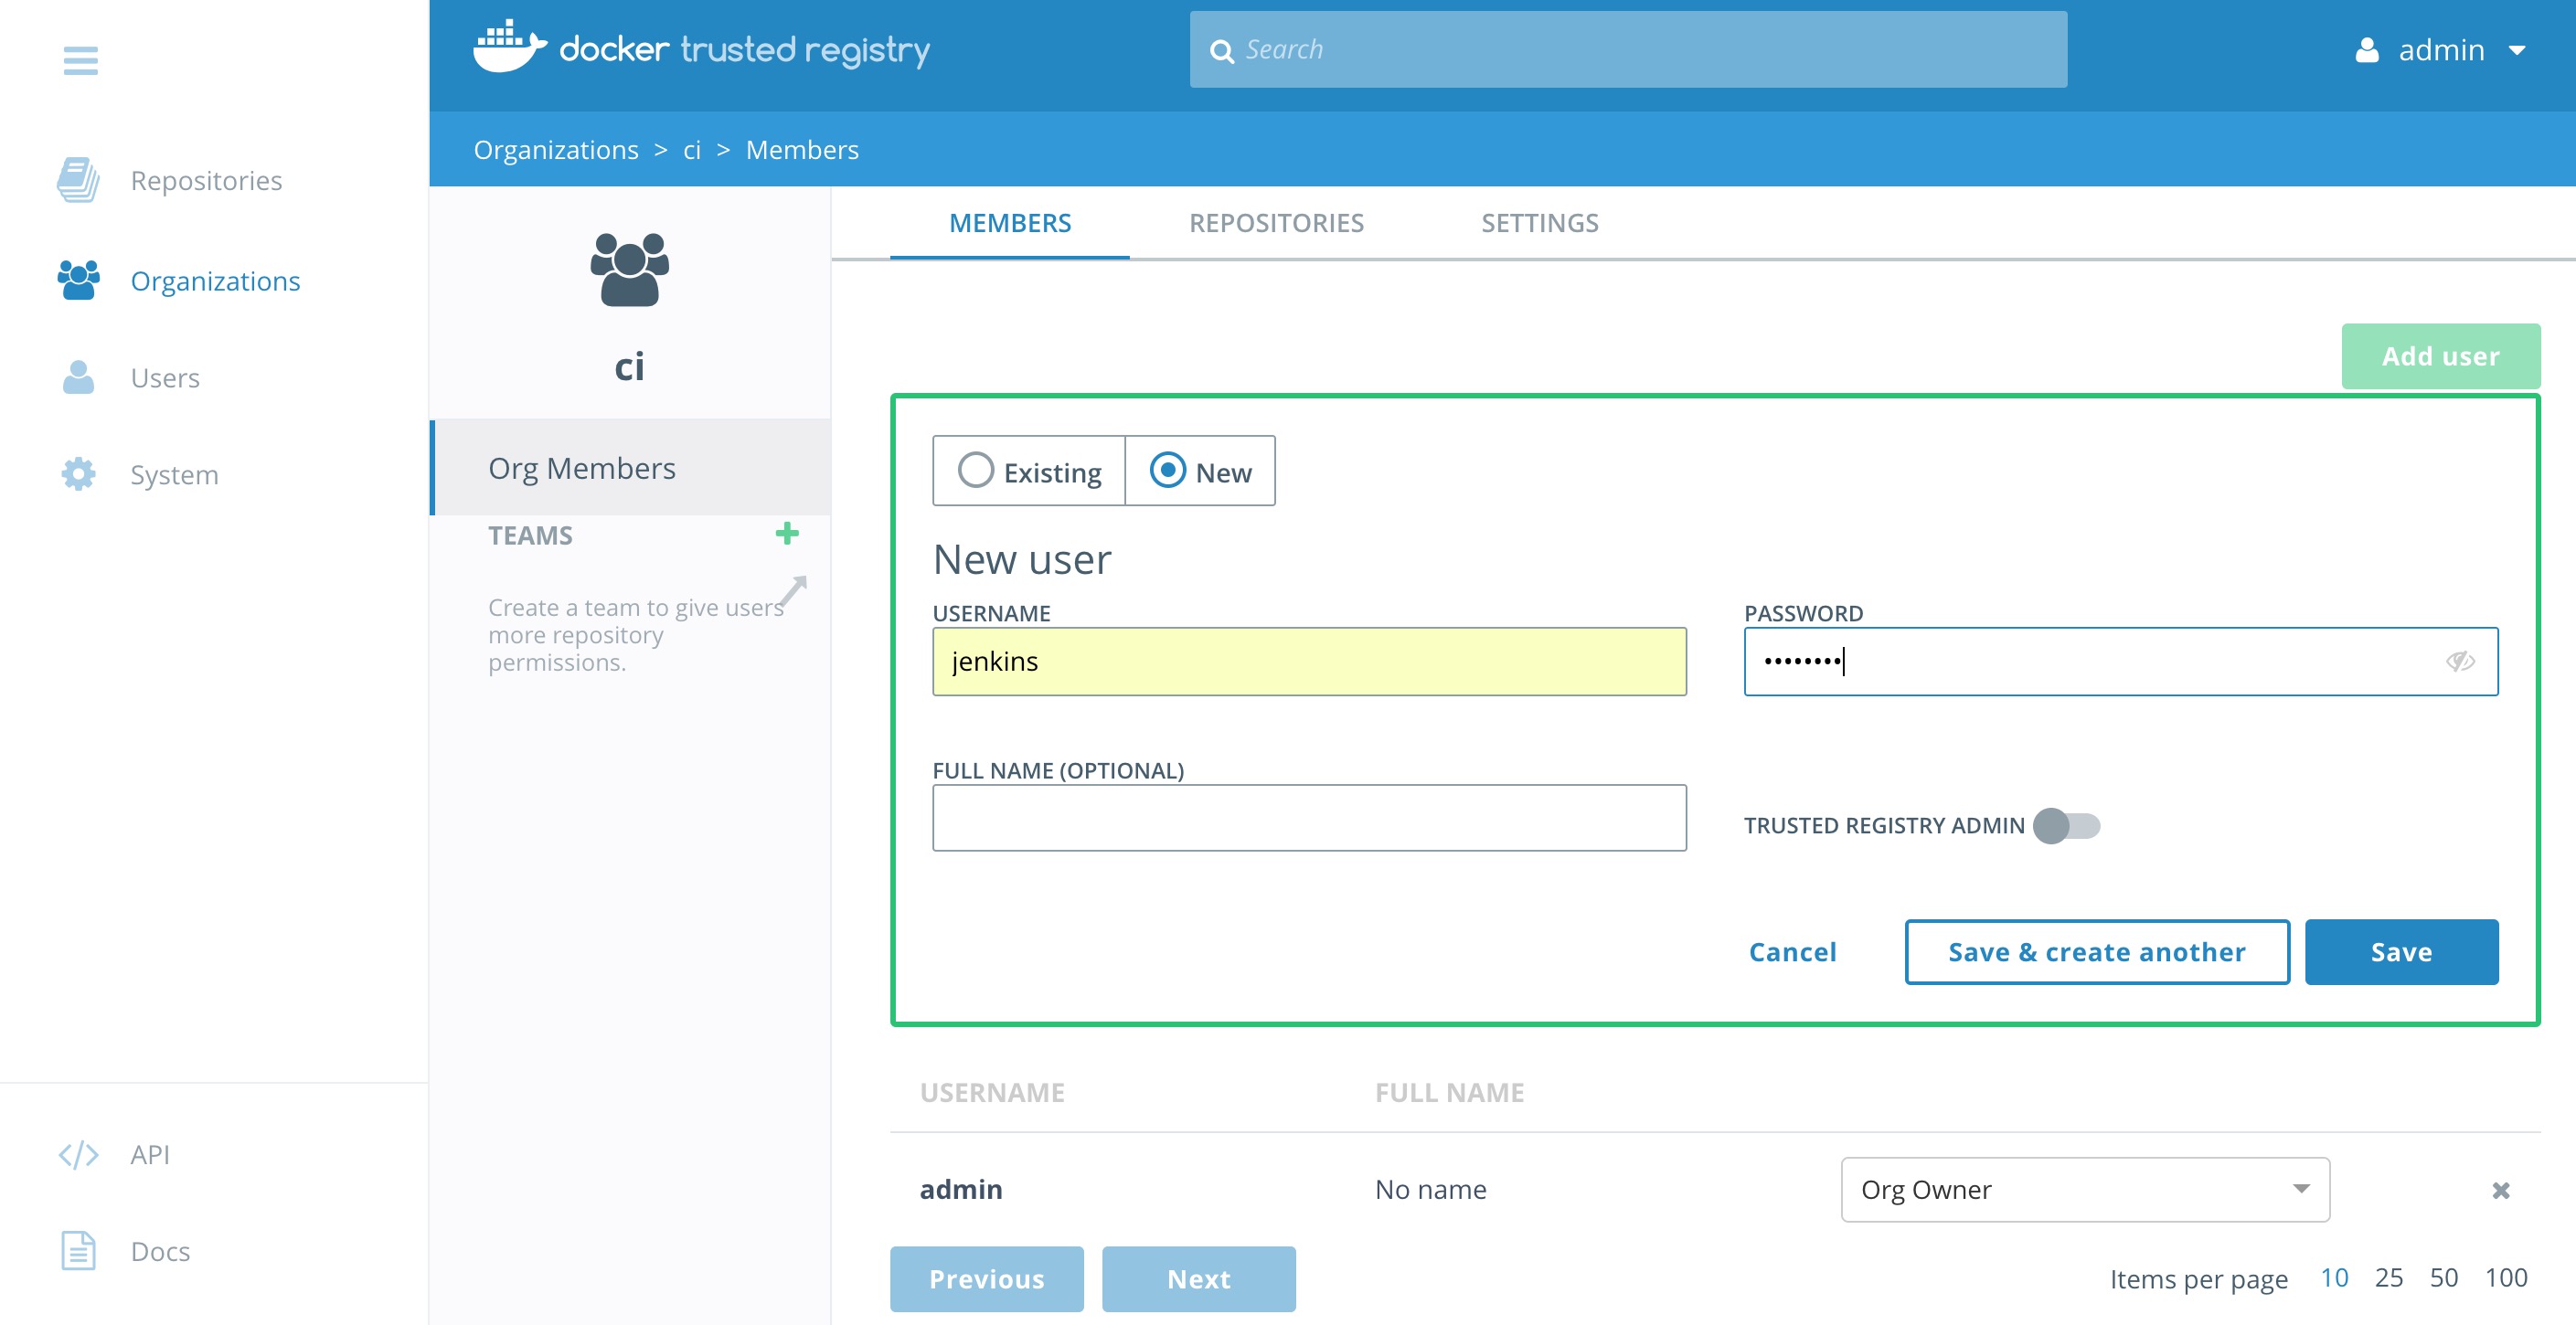 docker trusted registry
Search
admin
Repositories
Organizations
Users
System
API
Docs
Organizations > ci > Members
ci
Org Members
TEAMS
Create a team to give users
more repository
permissions.
MEMBERS REPOSITORIES SETTINGS
Add user
Existing New
New user
USERNAME PASSWORD
jenkins ••••••••
FULL NAME (OPTIONAL)
TRUSTED REGISTRY ADMIN
Cancel Save & create another Save
USERNAME FULL NAME
admin No name Org Owner
Previous Next Items per page 10 25 50 100